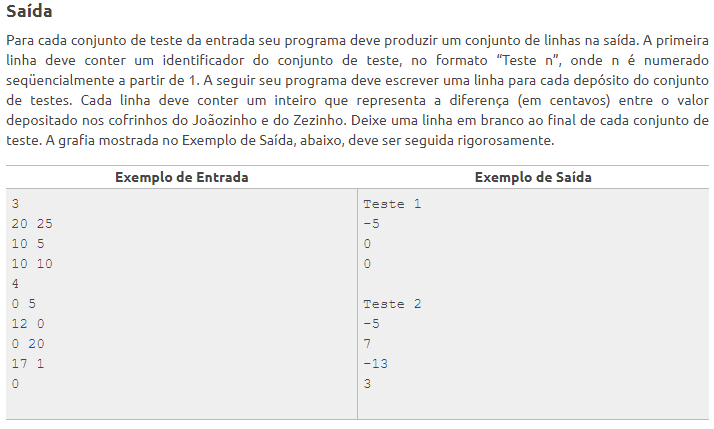 Saída
Para cada conjunto de teste da entrada seu programa deve produzir um conjunto de linhas na saída. A primeira
linha deve conter um identificador do conjunto de teste, no formato “Teste n”, onde n é numerado
seqüencialmente a partir de 1. A seguir seu programa deve escrever uma linha para cada depósito do conjunto
de testes. Cada linha deve conter um inteiro que representa a diferença (em centavos) entre o valor
depositado nos cofrinhos do Joãozinho e do Zezinho. Deixe uma linha em branco ao final de cada conjunto de
teste. A grafia mostrada no Exemplo de Saída, abaixo, deve ser seguida rigorosamente.
Exemplo de Entrada
3
20 25
10 5
10 10
4
0 5
12 0
0 20
17 1
0
Exemplo de Saída
Teste 1
-5
0
0
Teste 2
-5
7
-13
3